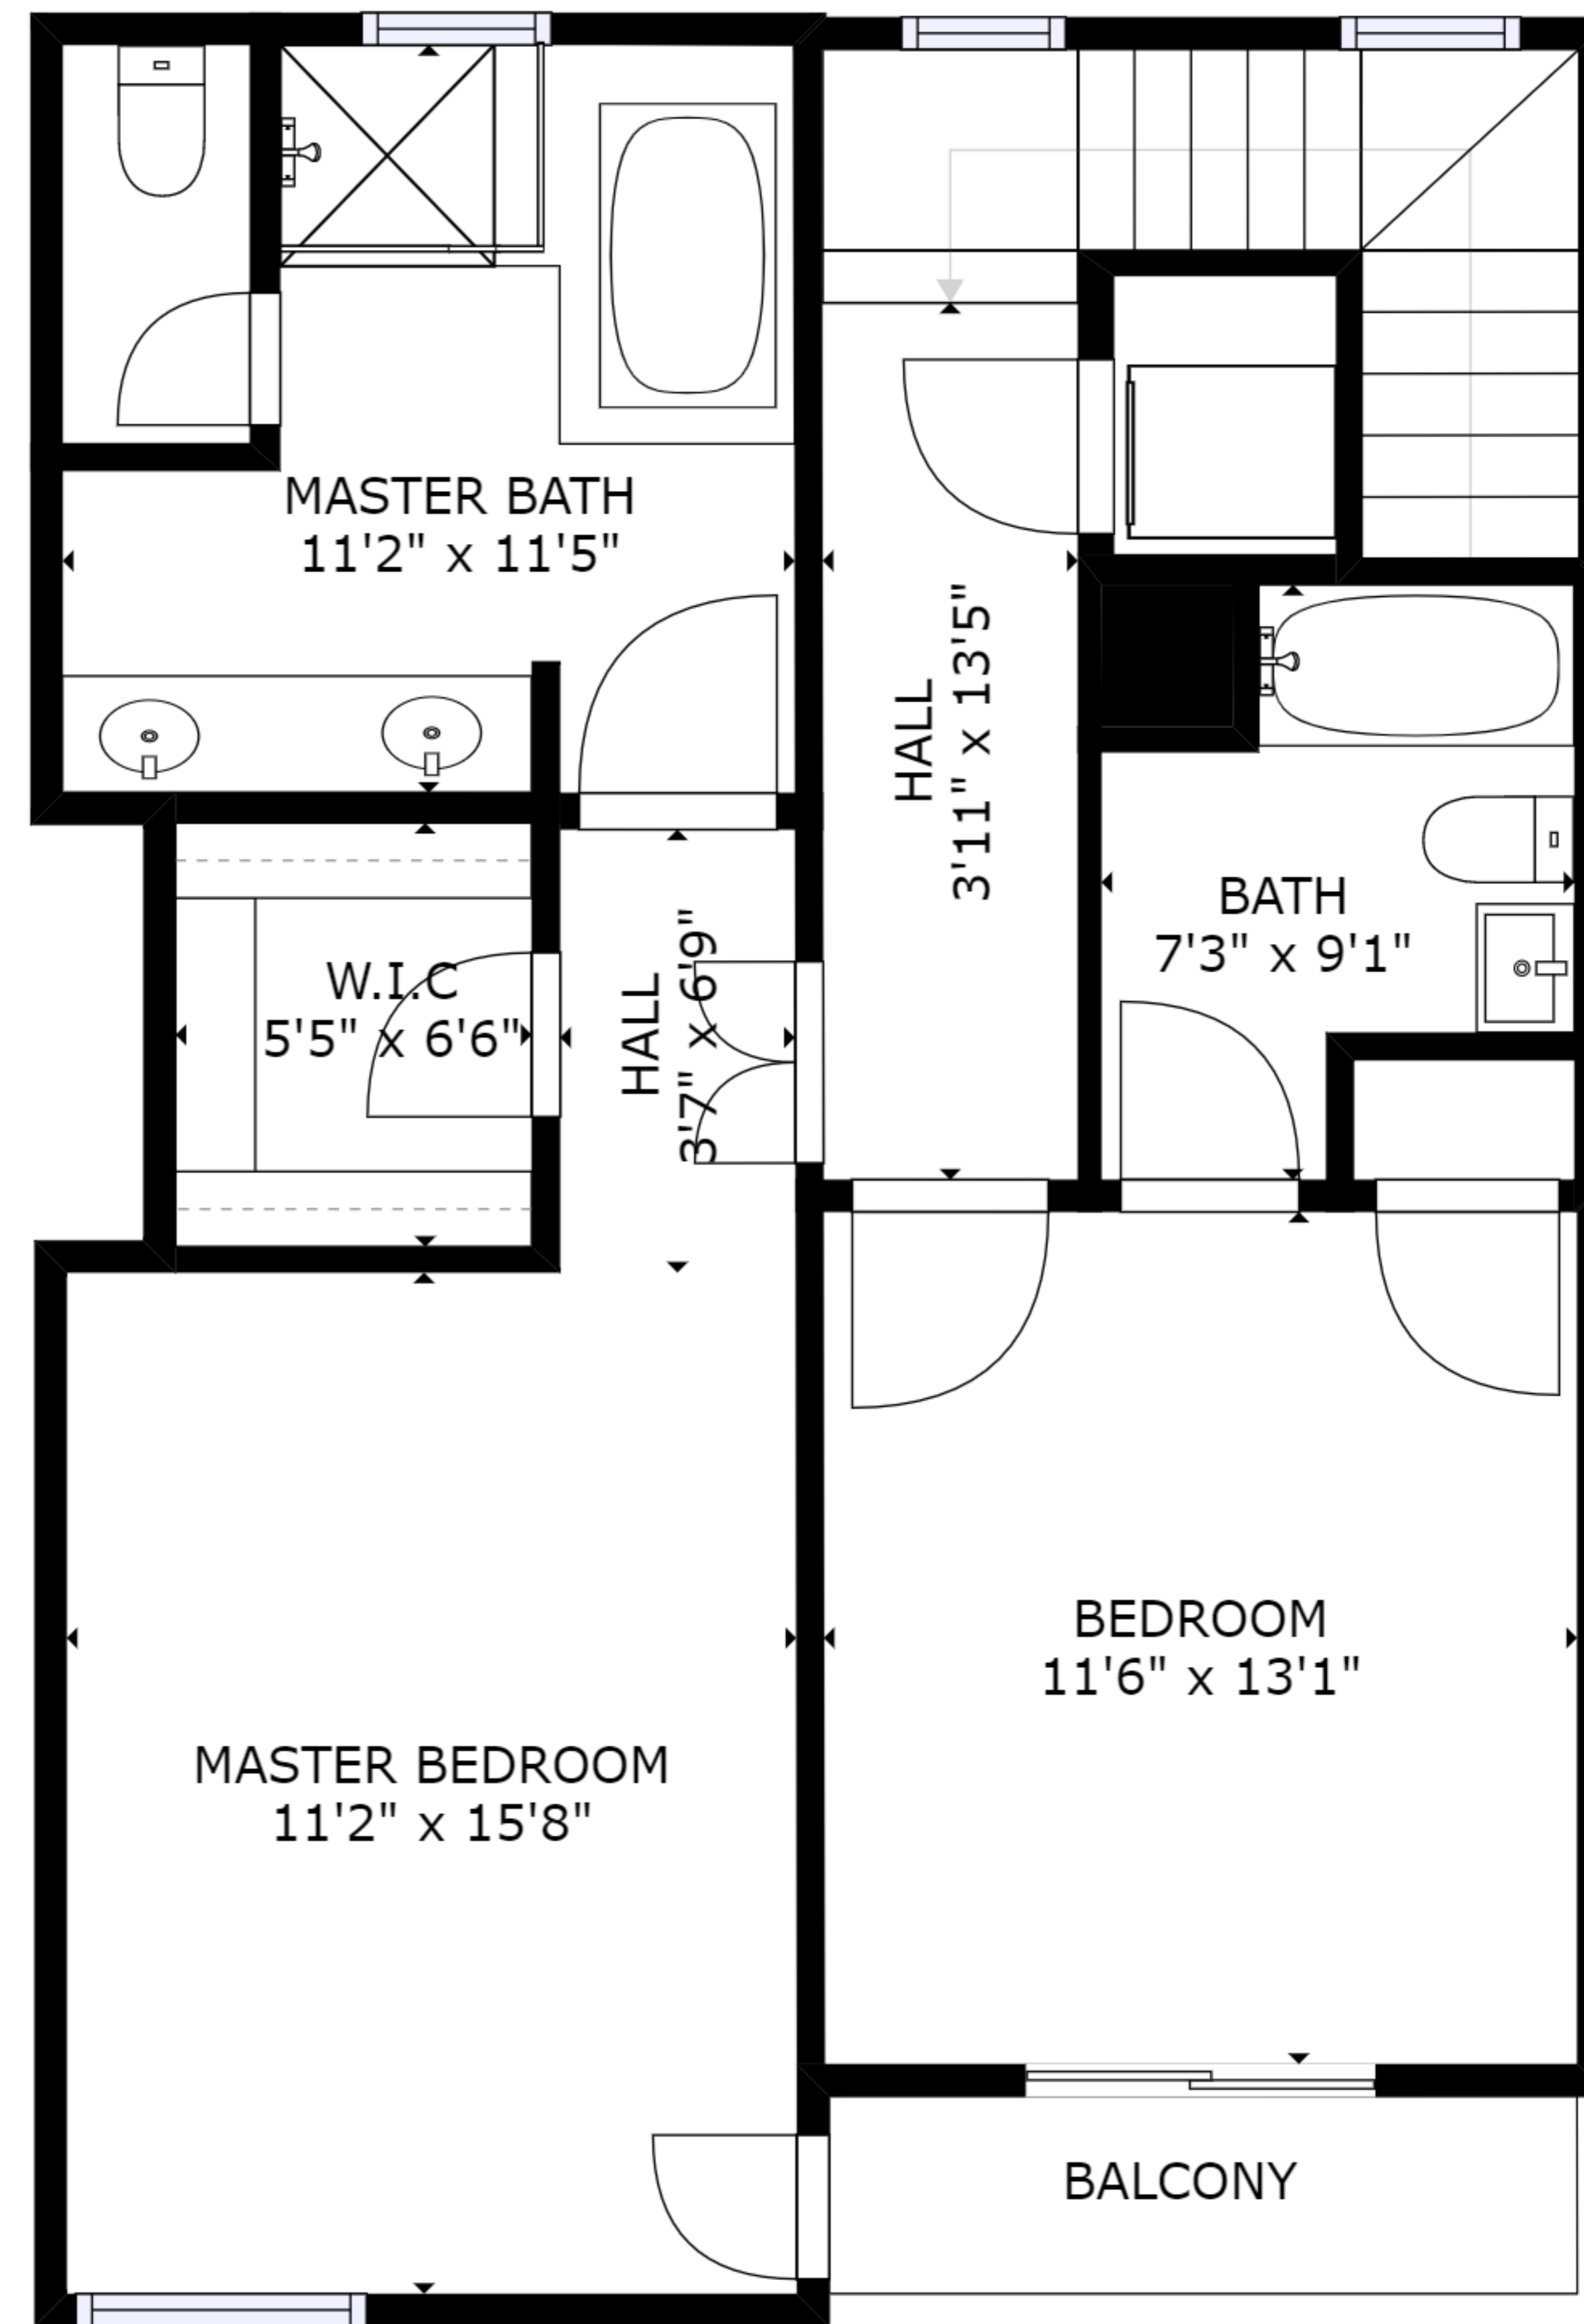 MASTER BATH
11'2" x 11'5"
HALL
3'11" x 13'5"
BATH
7'3" x 9'1"
W.I.C
5'5" x 6'6"
HALL
3'7" x 6'9"
BEDROOM
11'6" x 13'1"
MASTER BEDROOM
11'2" x 15'8"
BALCONY